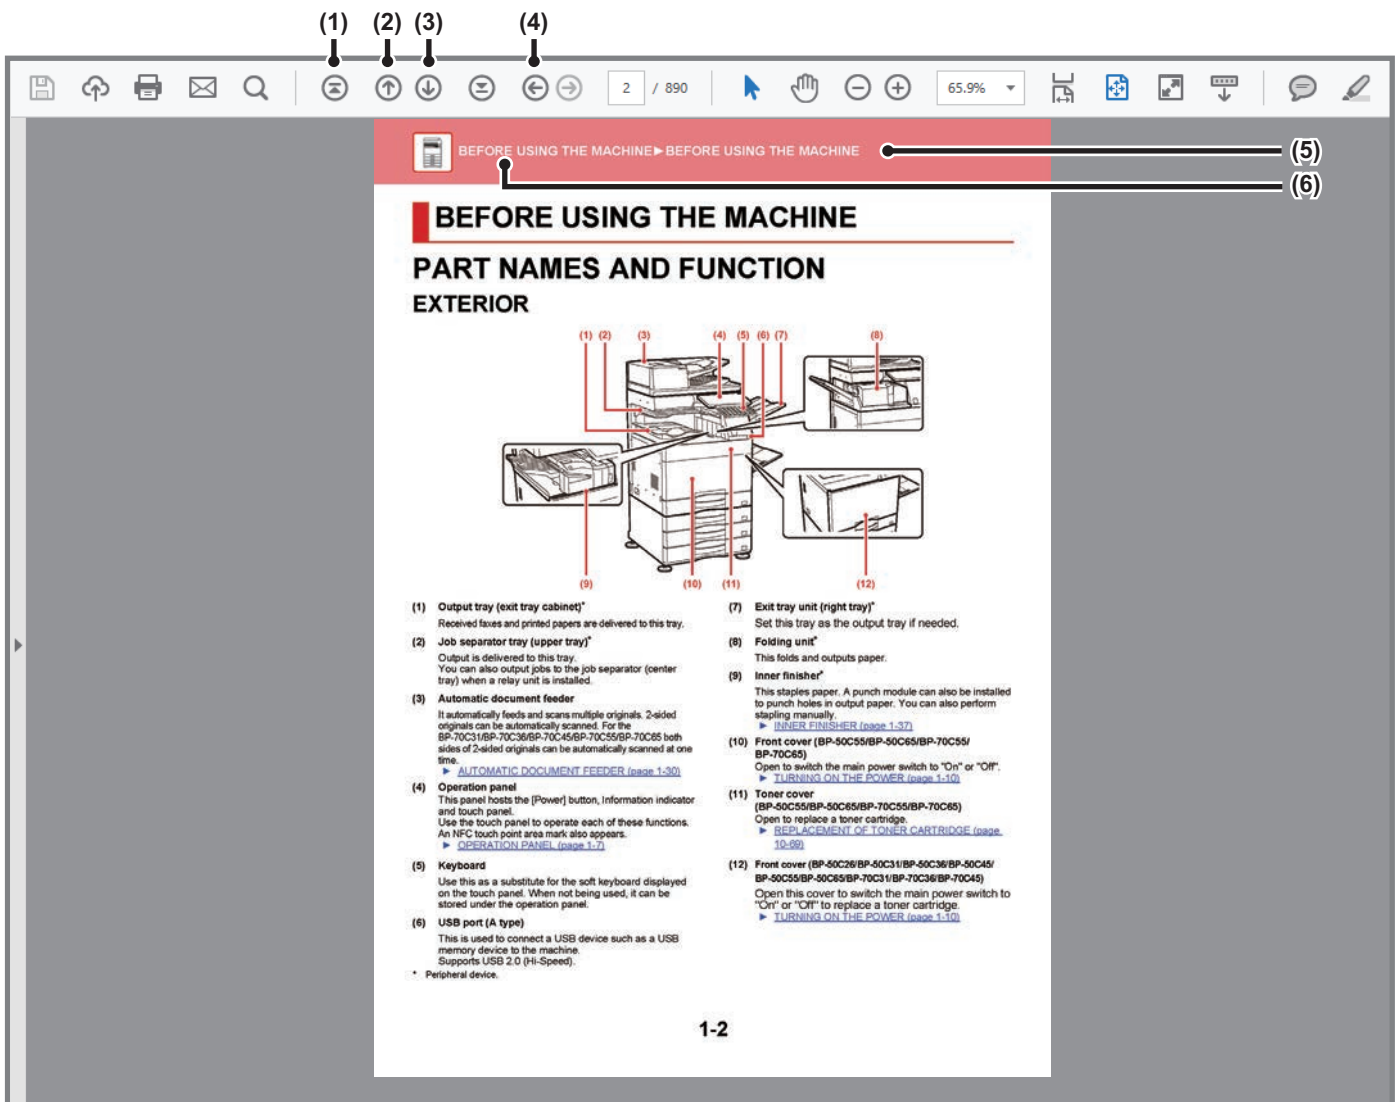 (1) (2) (3) (4)
2 / 890 65.9%
BEFORE USING THE MACHINE►BEFORE USING THE MACHINE
(5)
(6)
BEFORE USING THE MACHINE
PART NAMES AND FUNCTION
EXTERIOR
(1) (2) (3) (4) (5) (6) (7) (8)
(9) (10) (11) (12)
(1) Output tray (exit tray cabinet)*
Received faxes and printed papers are delivered to this tray.
(2) Job separator tray (upper tray)*
Output is delivered to this tray.
You can also output jobs to the job separator (center
tray) when a relay unit is installed.
(3) Automatic document feeder
It automatically feeds and scans multiple originals. 2-sided
originals can be automatically scanned. For the
BP-70C31/BP-70C36/BP-70C45/BP-70C55/BP-70C65 both
sides of 2-sided originals can be automatically scanned at one
time.
► AUTOMATIC DOCUMENT FEEDER (page 1-30)
(4) Operation panel
This panel hosts the [Power] button, Information indicator
and touch panel.
Use the touch panel to operate each of these functions.
An NFC touch point area mark also appears.
► OPERATION PANEL (page 1-7)
(5) Keyboard
Use this as a substitute for the soft keyboard displayed
on the touch panel. When not being used, it can be
stored under the operation panel.
(6) USB port (A type)
This is used to connect a USB device such as a USB
memory device to the machine.
Supports USB 2.0 (Hi-Speed).
* Peripheral device.
(7) Exit tray unit (right tray)*
Set this tray as the output tray if needed.
(8) Folding unit*
This folds and outputs paper.
(9) Inner finisher*
This staples paper. A punch module can also be installed
to punch holes in output paper. You can also perform
stapling manually.
► INNER FINISHER (page 1-37)
(10) Front cover (BP-50C55/BP-50C65/BP-70C55/
BP-70C65)
Open to switch the main power switch to "On" or "Off".
► TURNING ON THE POWER (page 1-10)
(11) Toner cover
(BP-50C55/BP-50C65/BP-70C55/BP-70C65)
Open to replace a toner cartridge.
► REPLACEMENT OF TONER CARTRIDGE (page
10-69)
(12) Front cover (BP-50C26/BP-50C31/BP-50C36/BP-50C45/
BP-50C55/BP-50C65/BP-70C31/BP-70C36/BP-70C45)
Open this cover to switch the main power switch to
"On" or "Off" to replace a toner cartridge.
► TURNING ON THE POWER (page 1-10)
1-2